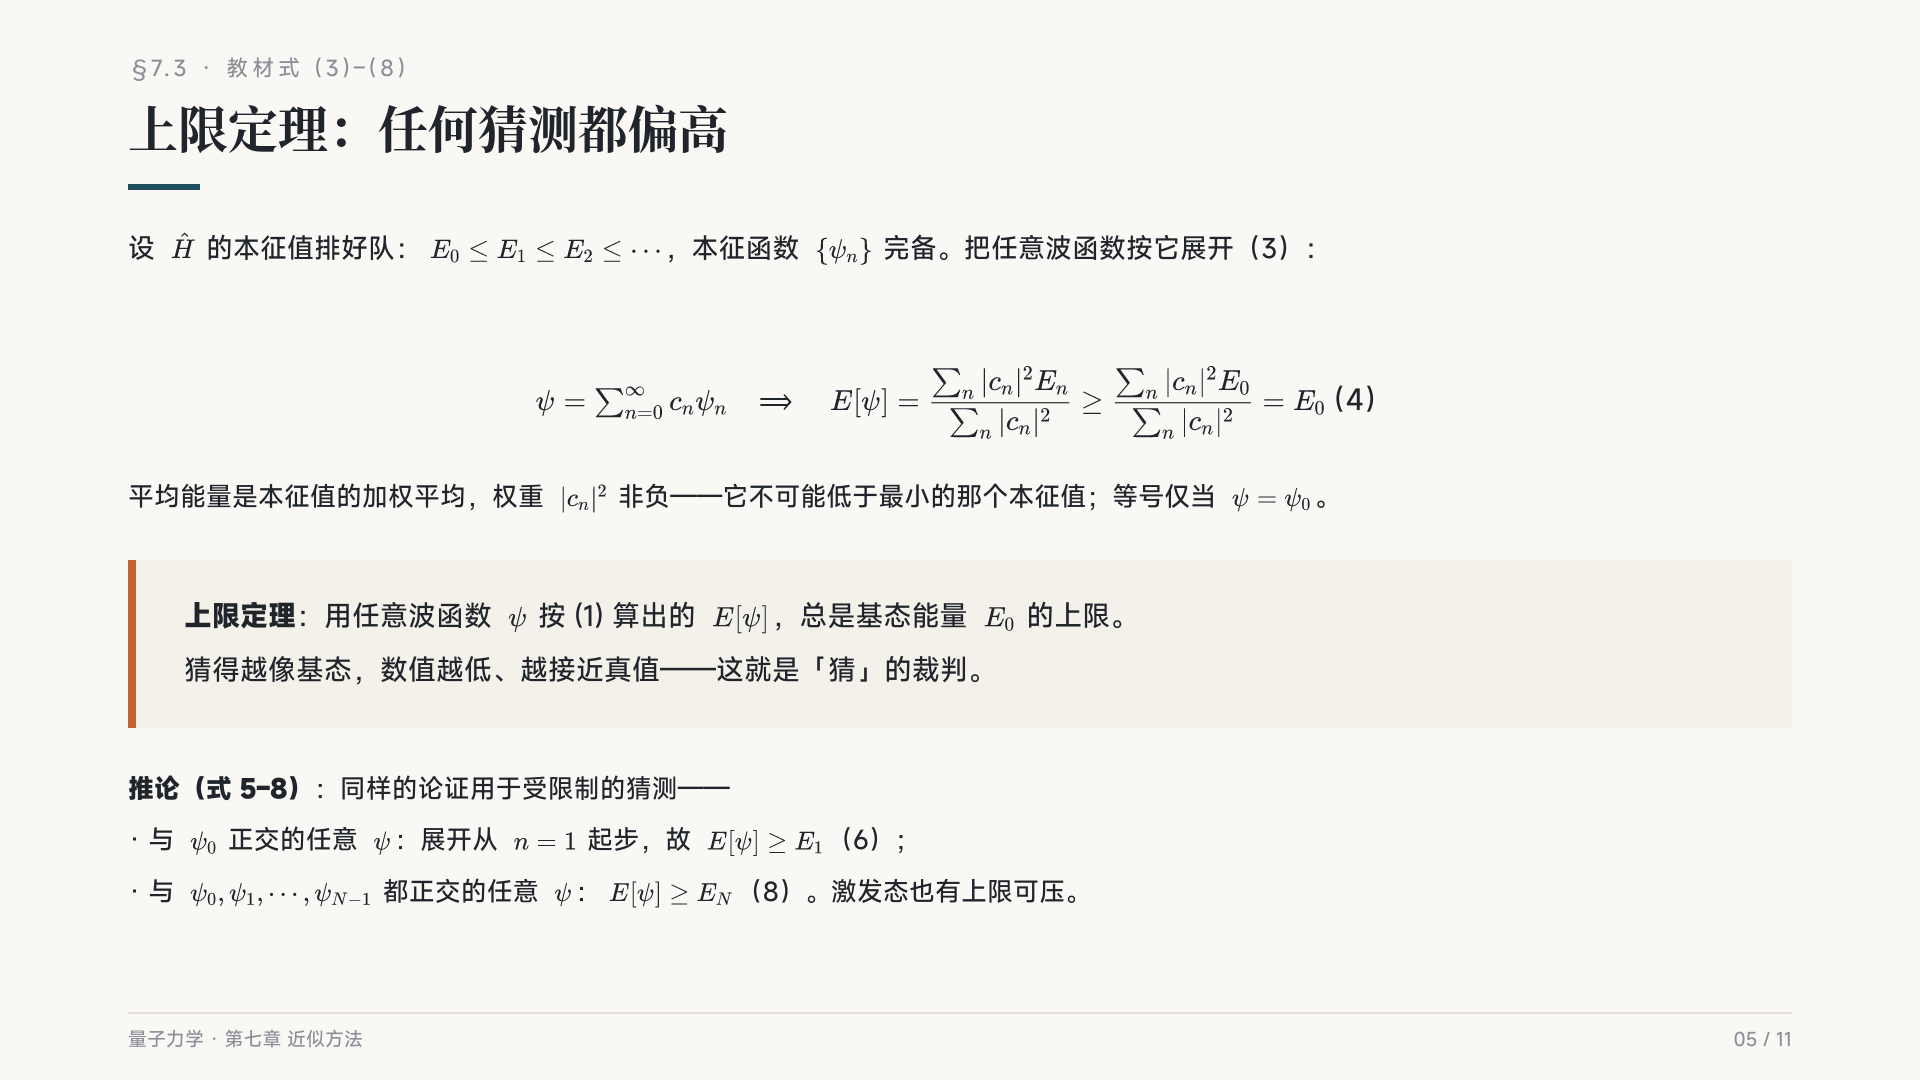 §7.3 · 教材式 (3)–(8)
上限定理：任何猜测都偏高
设 Ĥ 的本征值排好队： E₀ ≤ E₁ ≤ E₂ ≤ ⋯，本征函数 {ψₙ} 完备。把任意波函数按它展开（3）：
ψ = ∑_{n=0}^{∞} cₙψₙ ⟹ E[ψ] = \frac{∑ₙ |cₙ|²Eₙ}{∑ₙ |cₙ|²} ≥ \frac{∑ₙ |cₙ|²E₀}{∑ₙ |cₙ|²} = E₀ (4)
平均能量是本征值的加权平均，权重 |cₙ|² 非负——它不可能低于最小的那个本征值；等号仅当 ψ = ψ₀。
上限定理：用任意波函数 ψ 按 (1) 算出的 E[ψ]，总是基态能量 E₀ 的上限。
猜得越像基态，数值越低、越接近真值——这就是「猜」的裁判。
推论（式 5–8）：同样的论证用于受限制的猜测——
· 与 ψ₀ 正交的任意 ψ：展开从 n = 1 起步，故 E[ψ] ≥ E₁（6）；
· 与 ψ₀, ψ₁, ⋯, ψ_{N−1} 都正交的任意 ψ： E[ψ] ≥ E_N（8）。激发态也有上限可压。
量子力学 · 第七章 近似方法
05 / 11